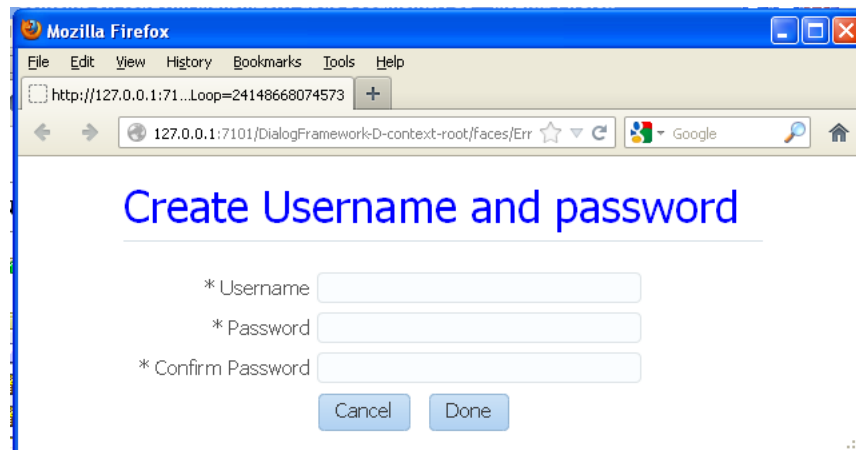 Mozilla Firefox
File Edit View History Bookmarks Tools Help
http://127.0.0.1:71...Loop=24148668074573
127.0.0.1:7101/DialogFramework-D-context-root/faces/Err Google
Create Username and password
* Username
* Password
* Confirm Password
Cancel Done